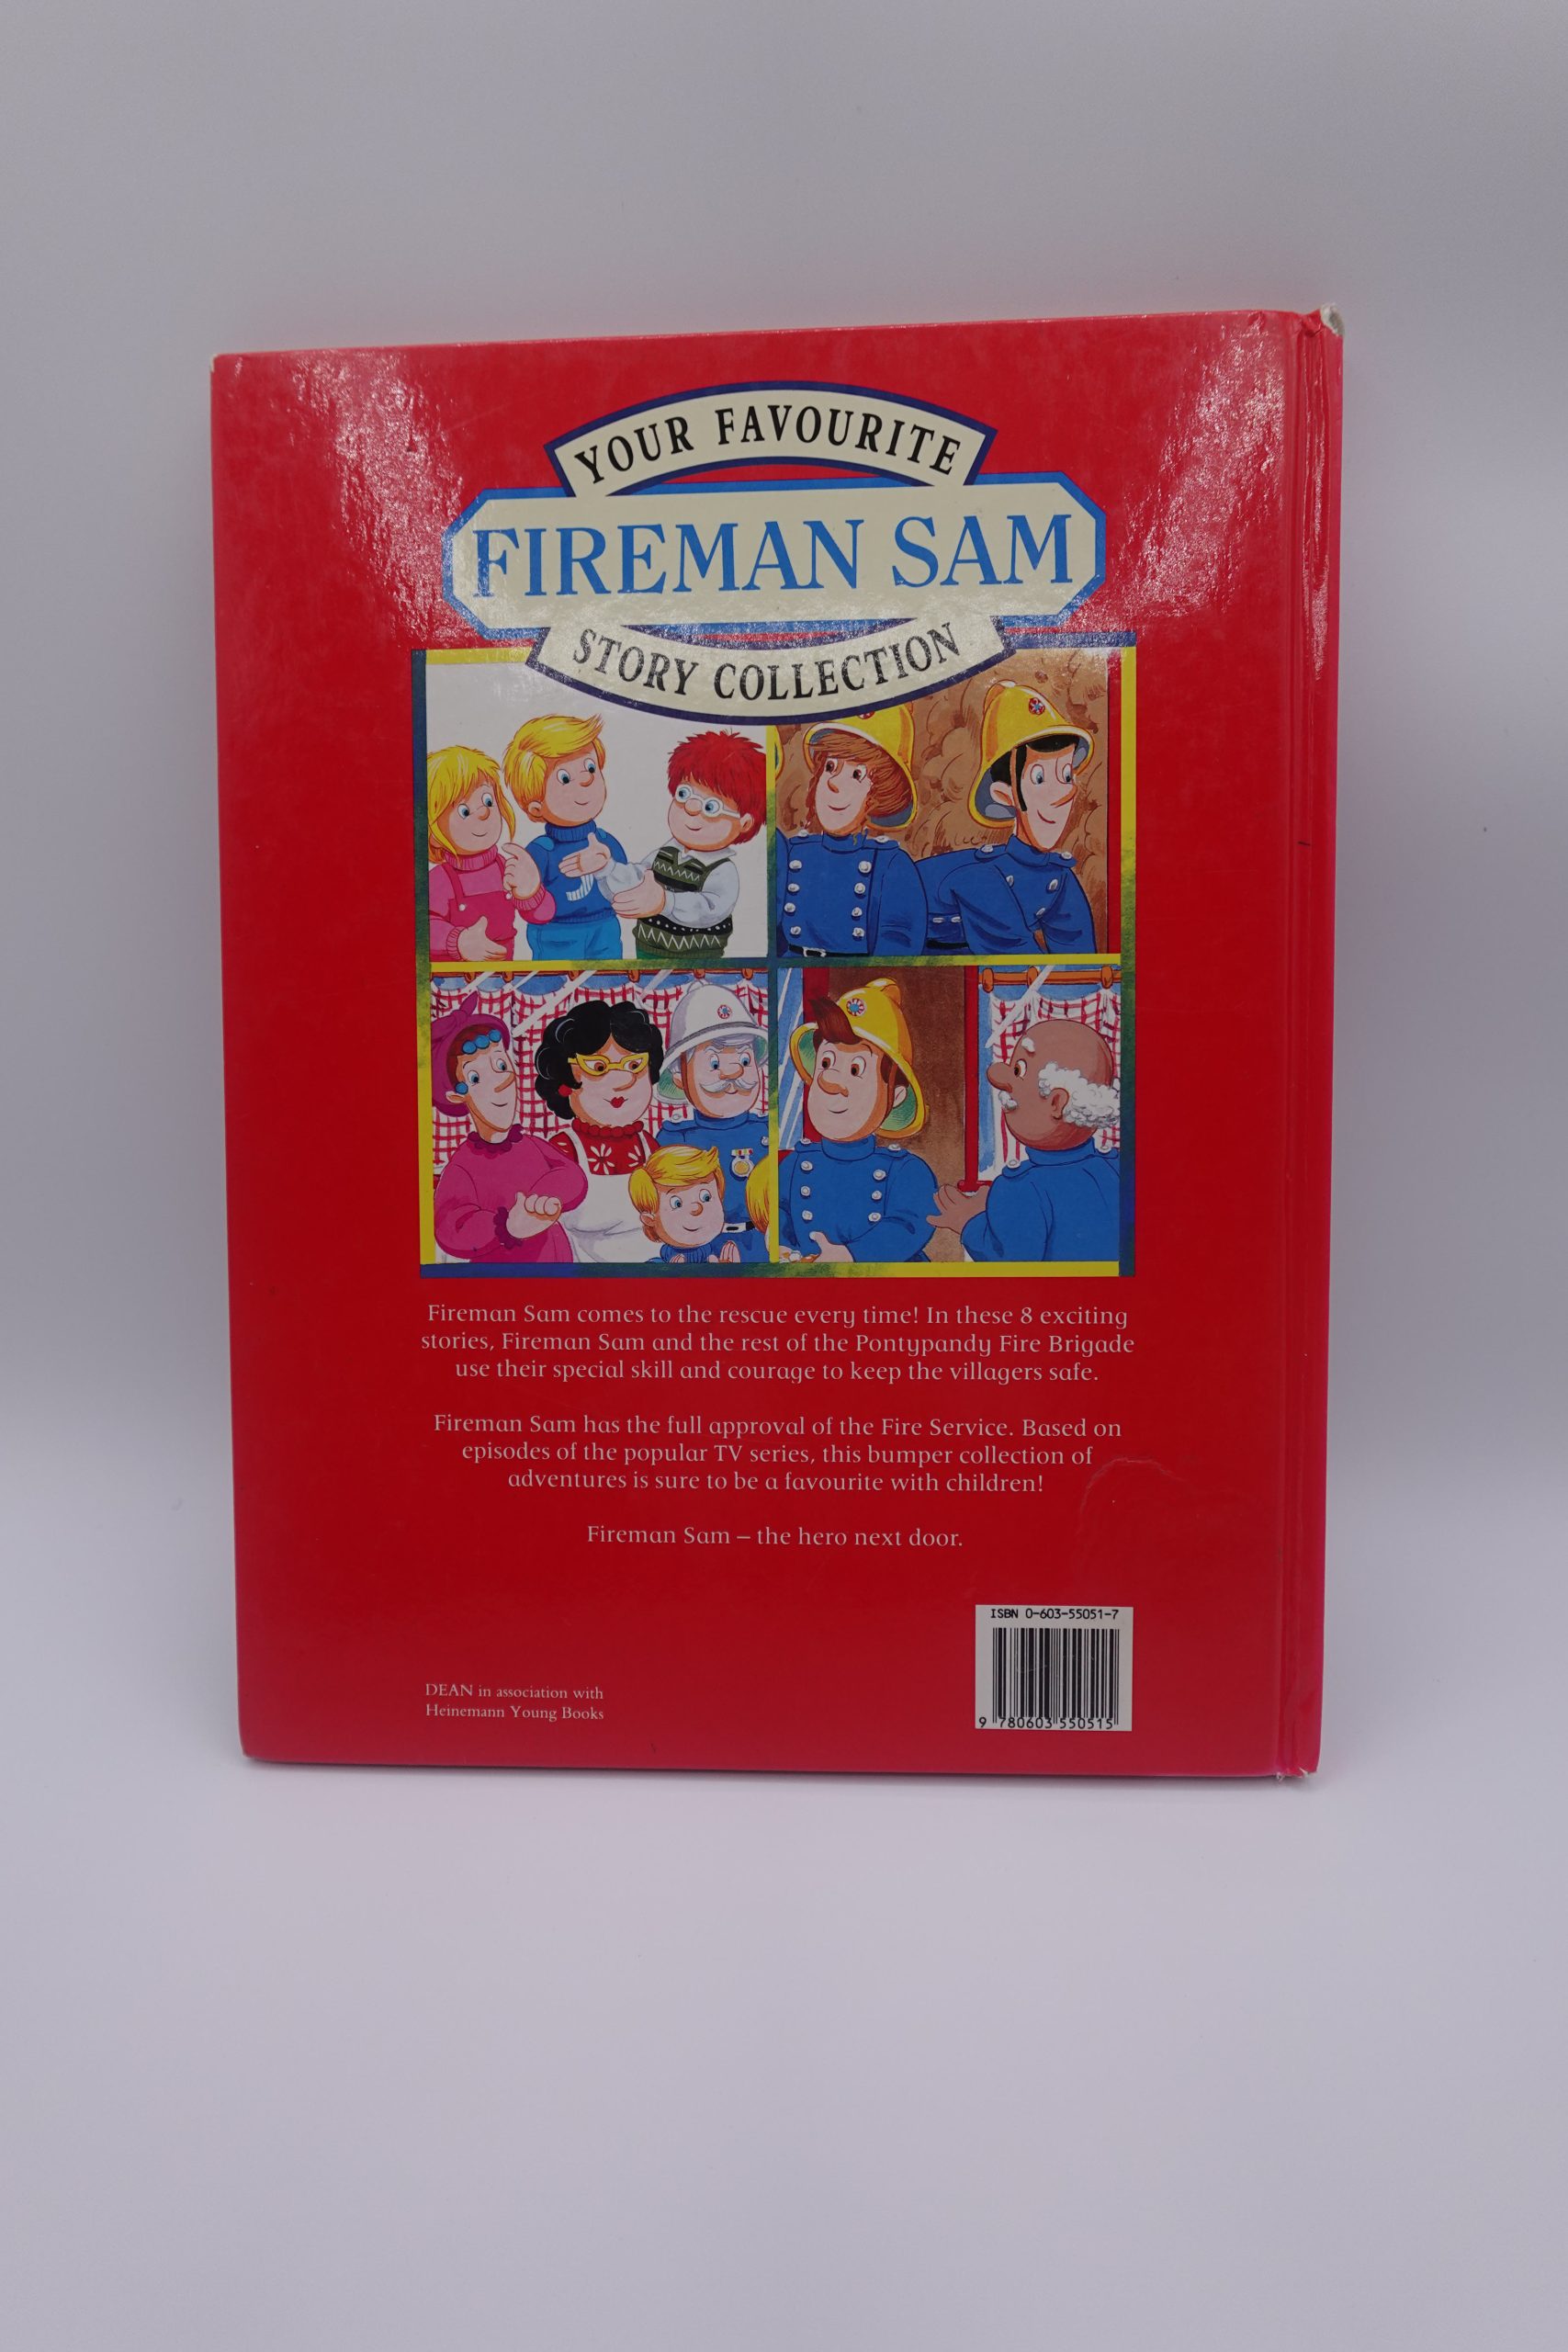 YOUR FAVOURITE
FIREMAN SAM
STORY COLLECTION
Fireman Sam comes to the rescue every time! In these 8 exciting
stories, Fireman Sam and the rest of the Pontypandy Fire Brigade
use their special skill and courage to keep the villagers safe.
Fireman Sam has the full approval of the Fire Service. Based on
episodes of the popular TV series, this bumper collection of
adventures is sure to be a favourite with children!
Fireman Sam – the hero next door.
ISBN 0-603-55051-7
9 780603 550515
DEAN in association with
Heinemann Young Books